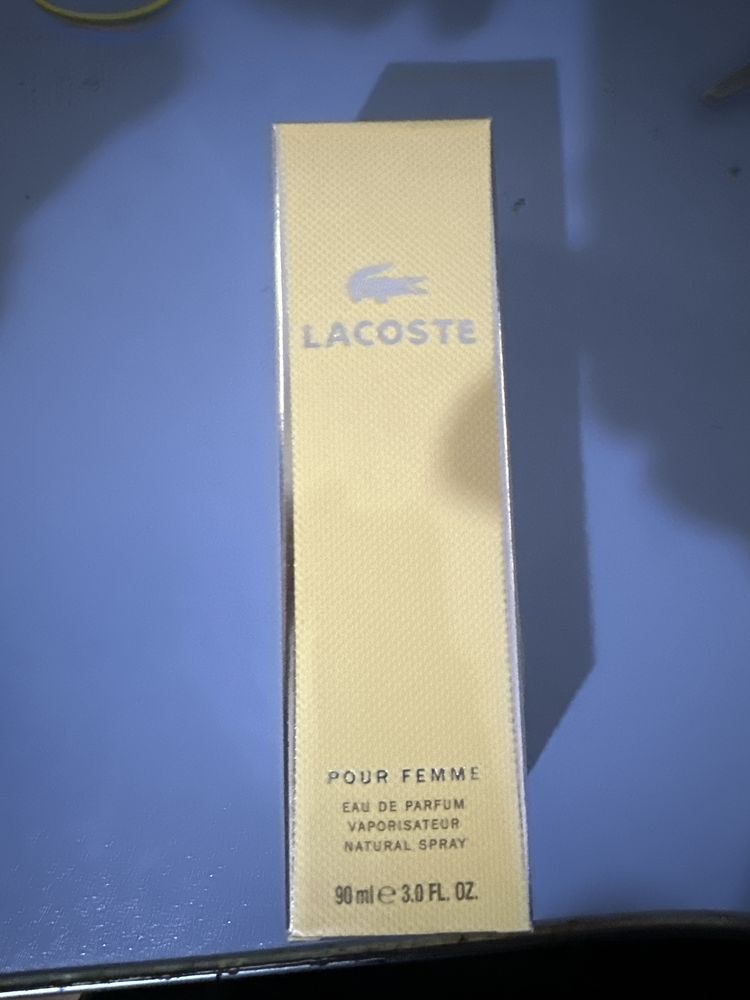 LACOSTE
POUR FEMME
EAU DE PARFUM
VAPORISATEUR
NATURAL SPRAY
90 ml e 3.0 FL. OZ.